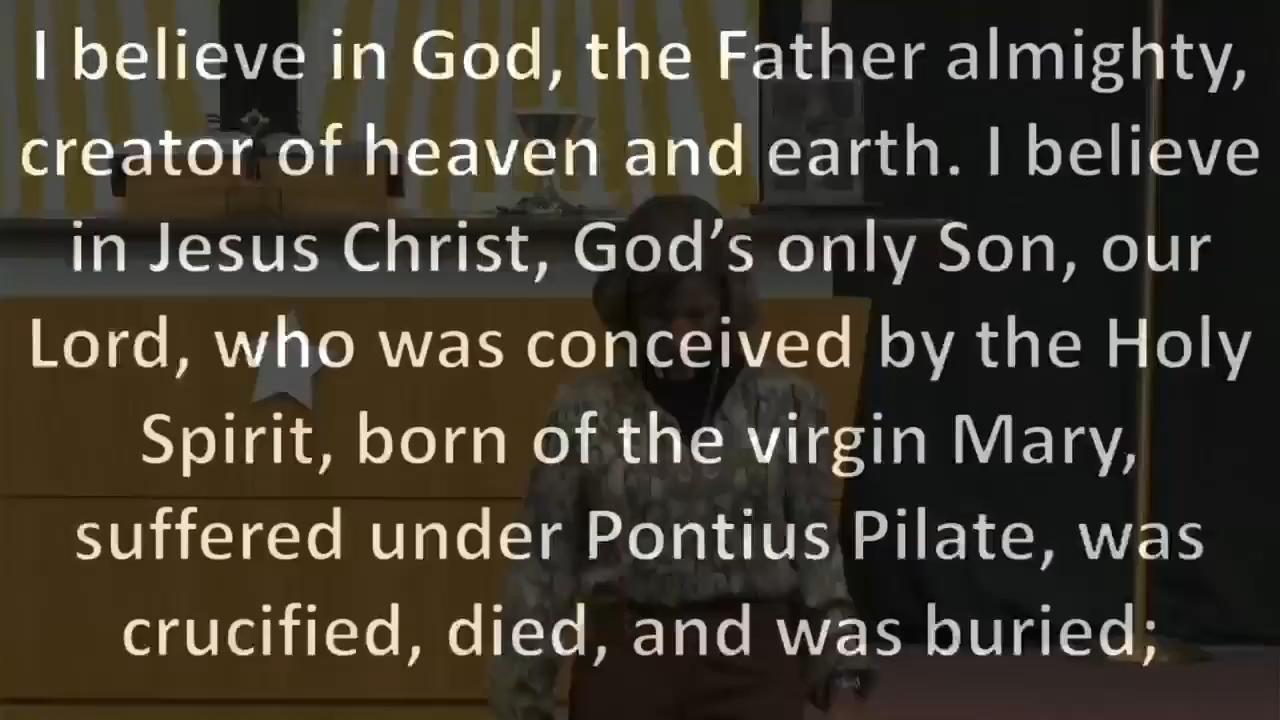 I believe in God, the Father almighty,
creator of heaven and earth. I believe
in Jesus Christ, God’s only Son, our
Lord, who was conceived by the Holy
Spirit, born of the virgin Mary,
suffered under Pontius Pilate, was
crucified, died, and was buried;